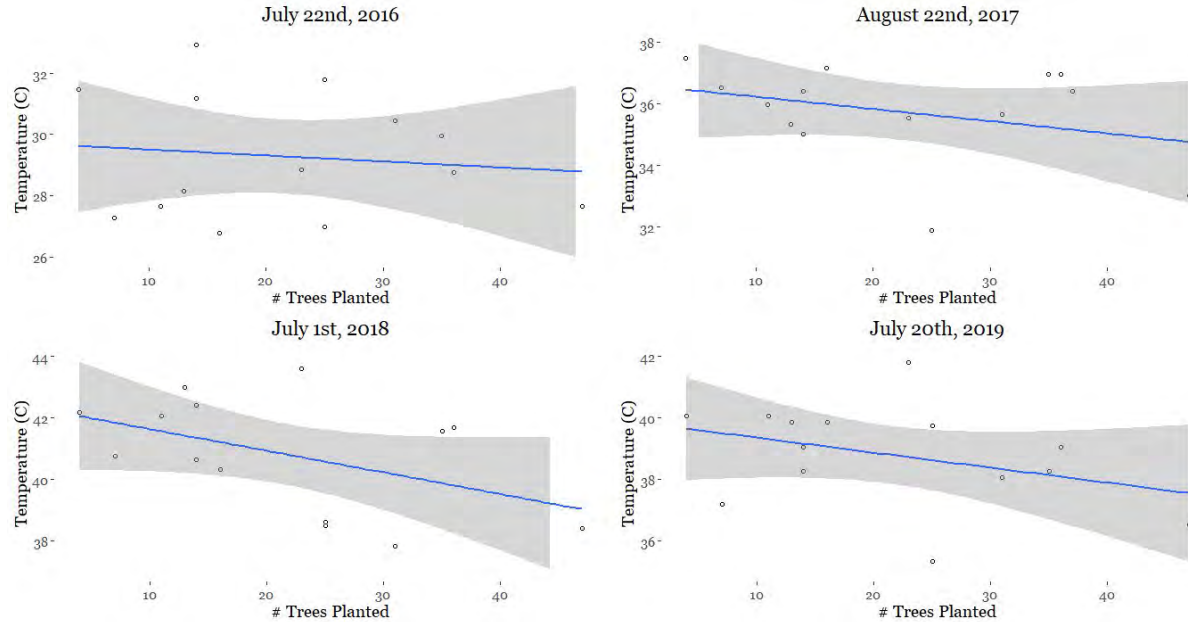 July 22nd, 2016
Temperature (C)
32
30
28
26
10 20 30 40
# Trees Planted
August 22nd, 2017
Temperature (C)
38
36
34
32
10 20 30 40
# Trees Planted
July 1st, 2018
Temperature (C)
44
42
40
38
10 20 30 40
# Trees Planted
July 20th, 2019
Temperature (C)
42
40
38
36
10 20 30 40
# Trees Planted